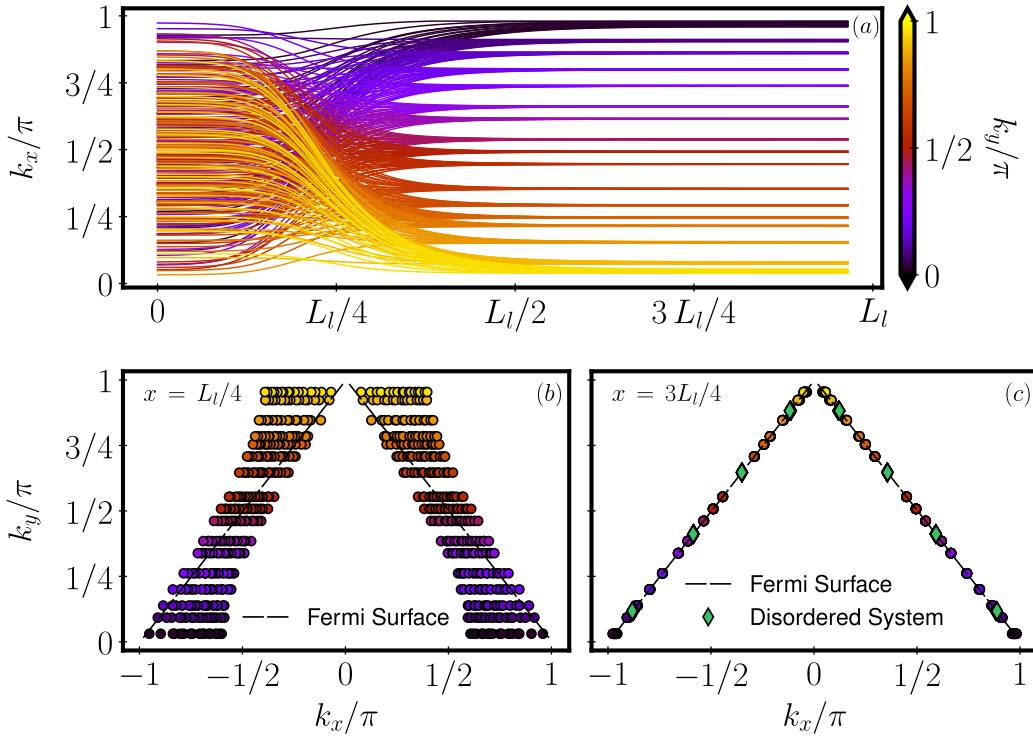 (a)
1
3/4
1/2
1/4
0
k_x/π
0
L_l/4
L_l/2
3 L_l/4
L_l
1
1/2
0
k_y/π
x = L_l/4
(b)
1
3/4
1/2
1/4
0
k_y/π
Fermi Surface
−1
−1/2
0
1/2
1
k_x/π
x = 3L_l/4
(c)
Fermi Surface
Disordered System
−1
−1/2
0
1/2
1
k_x/π